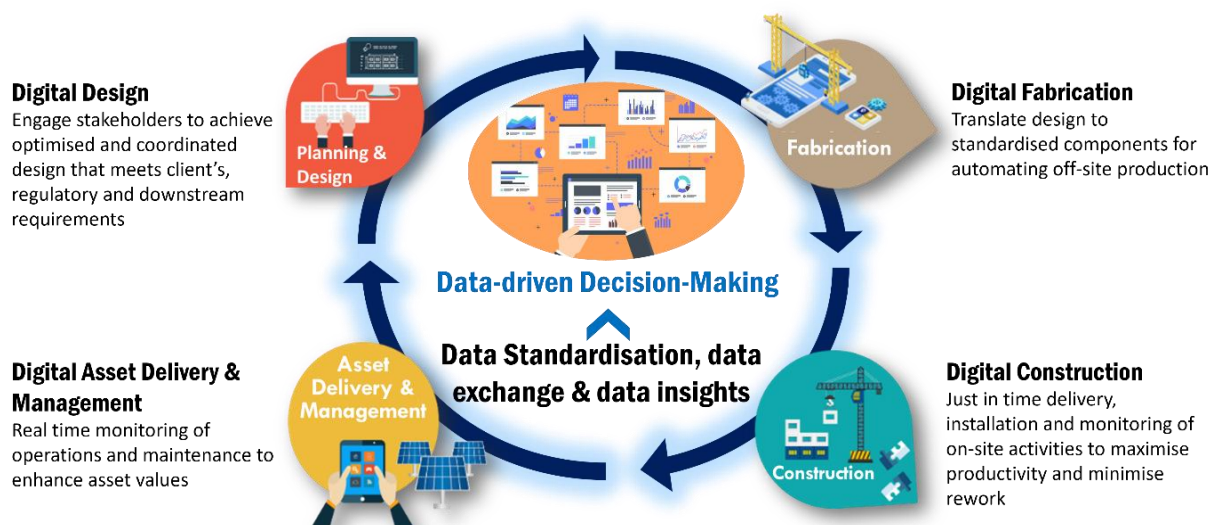 Digital Design
Engage stakeholders to achieve
optimised and coordinated
design that meets client's,
regulatory and downstream
requirements
Planning &
Design
Fabrication
Digital Fabrication
Translate design to
standardised components for
automating off-site production
Data-driven Decision-Making
Data Standardisation, data
exchange & data insights
Digital Asset Delivery &
Management
Real time monitoring of
operations and maintenance to
enhance asset values
Asset
Delivery &
Management
Construction
Digital Construction
Just in time delivery,
installation and monitoring of
on-site activities to maximise
productivity and minimise
rework